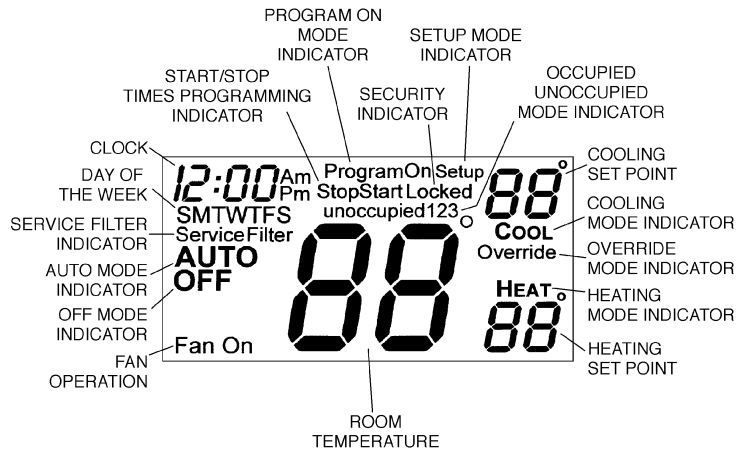 PROGRAM ON
MODE
INDICATOR
SETUP MODE
INDICATOR
START/STOP
TIMES PROGRAMMING
INDICATOR
SECURITY
INDICATOR
OCCUPIED
UNOCCUPIED
MODE INDICATOR
CLOCK
DAY OF
THE WEEK
SERVICE FILTER
INDICATOR
AUTO MODE
INDICATOR
OFF MODE
INDICATOR
FAN
OPERATION
12:00 Am
Pm
SMTWTFS
ServiceFilter
AUTO
OFF
Fan On
ProgramOn Setup
StopStart Locked
unoccupied123
88°
88°
COOL
Override
HEAT
88°
COOLING
SET POINT
COOLING
MODE INDICATOR
OVERRIDE
MODE INDICATOR
HEATING
MODE INDICATOR
HEATING
SET POINT
ROOM
TEMPERATURE